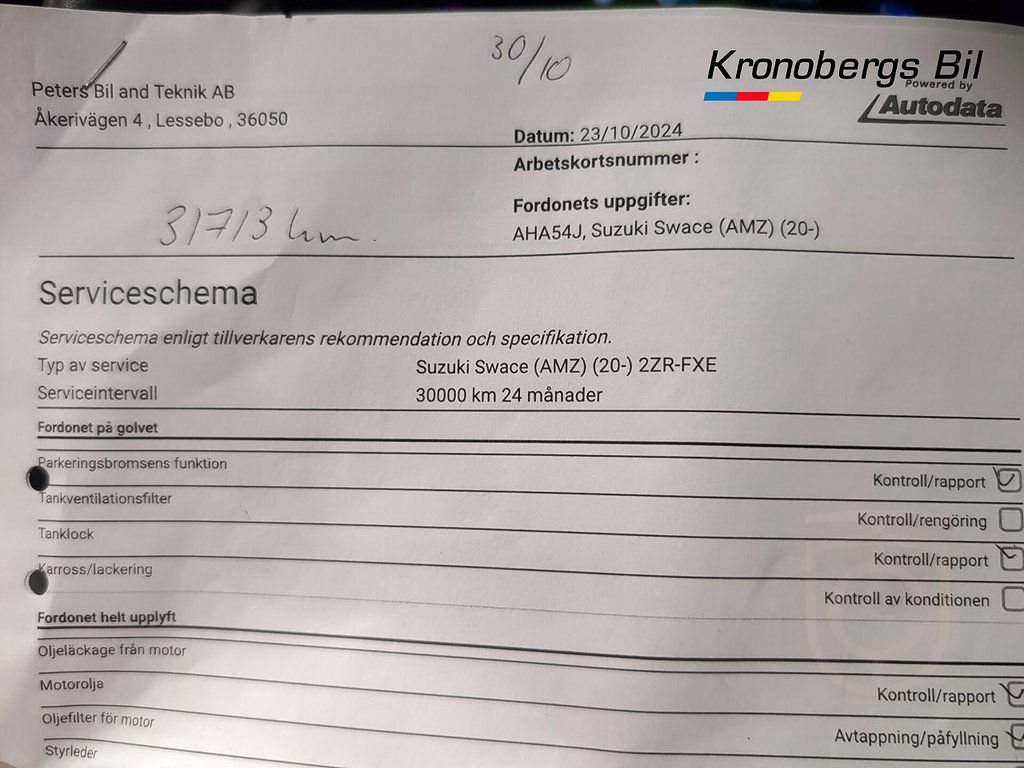 30/10
Kronobergs Bil
Powered by
Autodata
Peters Bil and Teknik AB
Åkerivägen 4 , Lessebo , 36050
Datum: 23/10/2024
Arbetskortsnummer :
Fordonets uppgifter:
AHA54J, Suzuki Swace (AMZ) (20-)
31713 km.
Serviceschema
Serviceschema enligt tillverkarens rekommendation och specifikation.
Typ av service Suzuki Swace (AMZ) (20-) 2ZR-FXE
Serviceintervall 30000 km 24 månader
Fordonet på golvet
Parkeringsbromsens funktion
Kontroll/rapport
Tankventilationsfilter
Kontroll/rengöring
Tanklock
Kontroll/rapport
Kaross/lackering
Kontroll av konditionen
Fordonet helt upplyft
Oljeläckage från motor
Kontroll/rapport
Motorolja
Avtappning/påfyllning
Oljefilter för motor
Styrleder